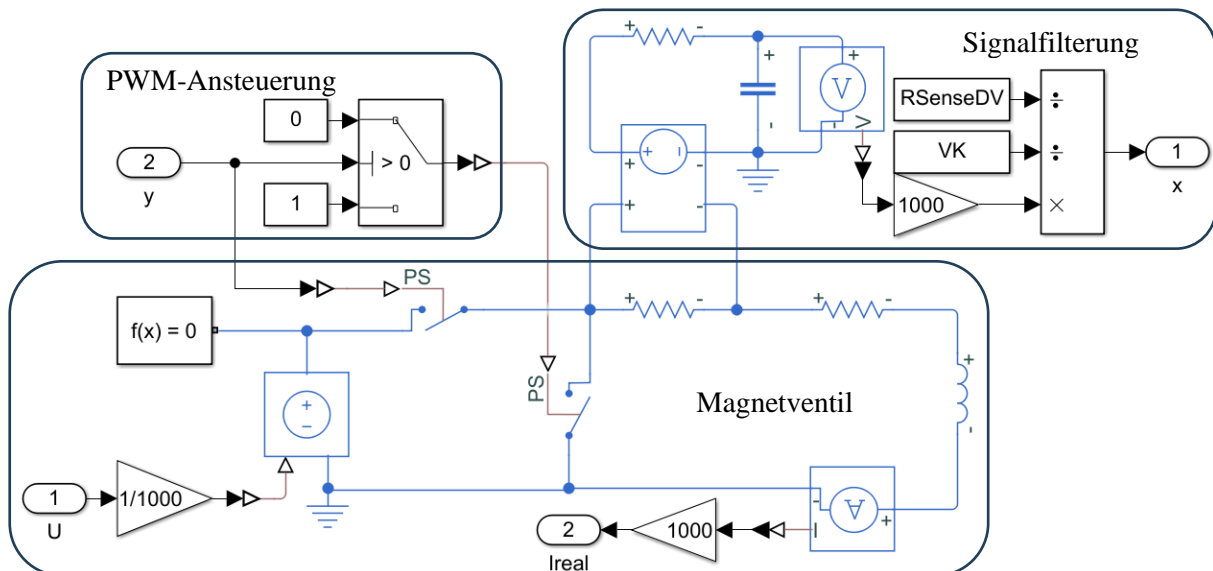 PWM-Ansteuerung
0
2
y
> 0
1
Signalfilterung
+ -
+
-
+
V
- V
RSenseDV
÷
VK
÷
1000
×
1
x
+ -
+ -
+ -
PS
f(x) = 0
+ -
+ -
+
-
PS
Magnetventil
+
-
1
U
1/1000
2
Ireal
1000
I
-
A
+